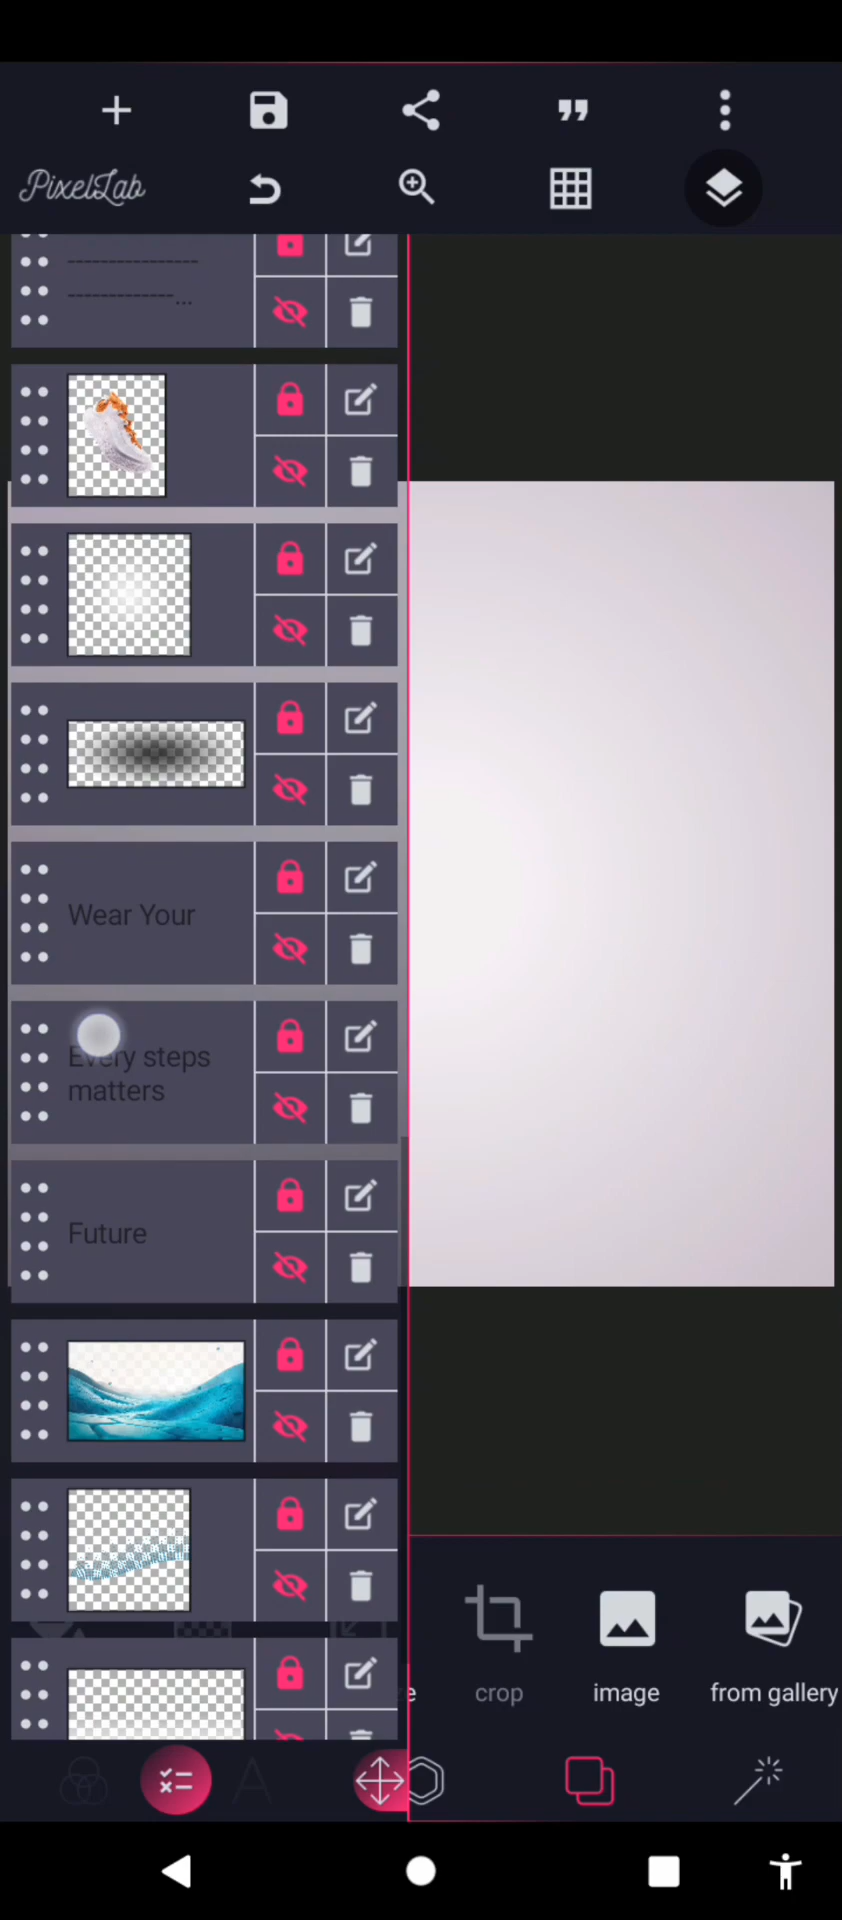 PixelLab
--------------------
----------------...
Wear Your
Every steps
matters
Future
crop
image
from gallery